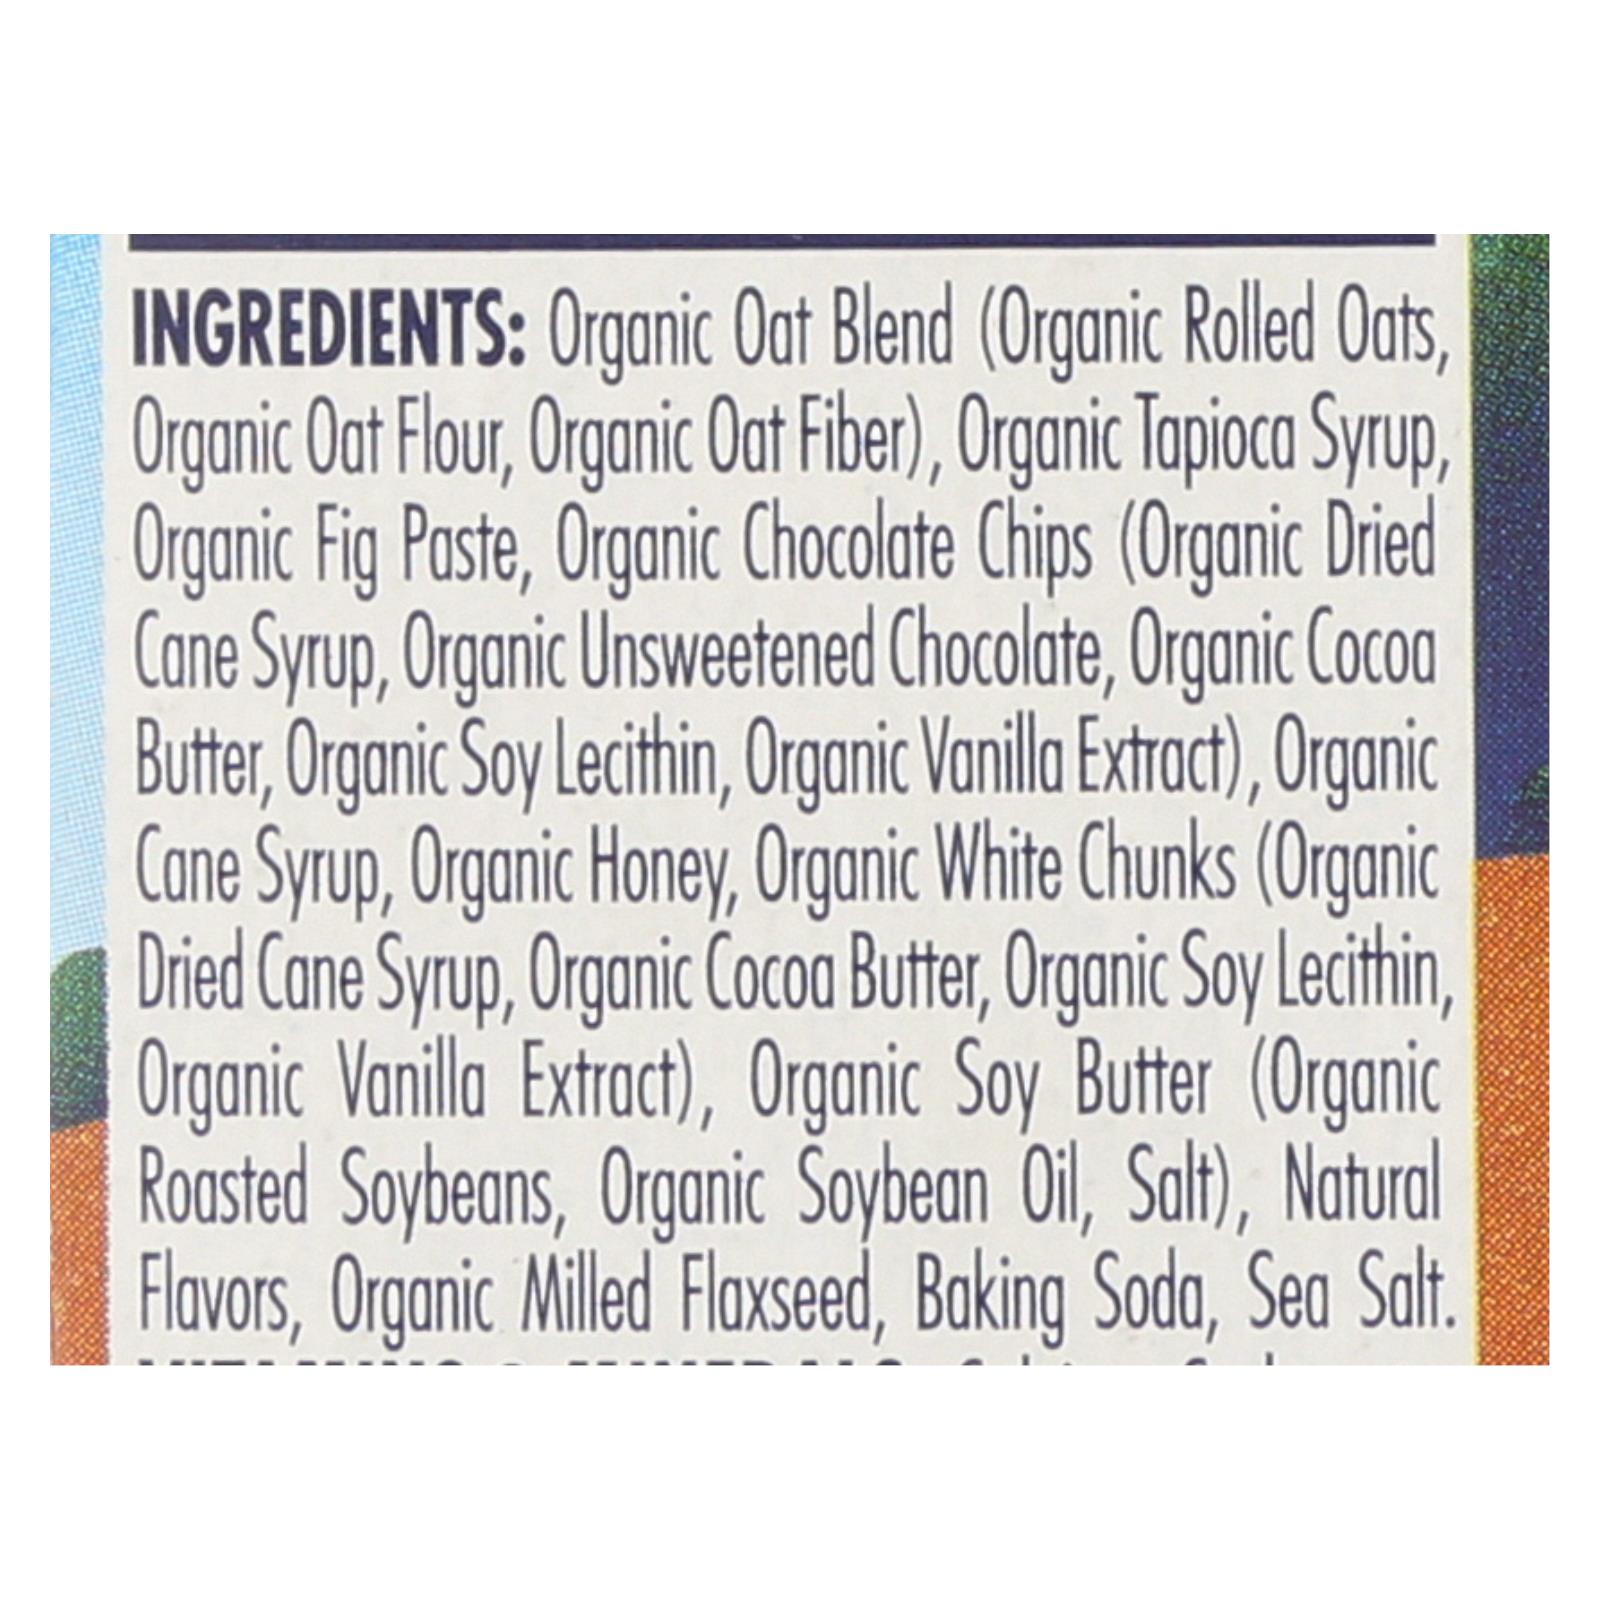 INGREDIENTS: Organic Oat Blend (Organic Rolled Oats,
Organic Oat Flour, Organic Oat Fiber), Organic Tapioca Syrup,
Organic Fig Paste, Organic Chocolate Chips (Organic Dried
Cane Syrup, Organic Unsweetened Chocolate, Organic Cocoa
Butter, Organic Soy Lecithin, Organic Vanilla Extract), Organic
Cane Syrup, Organic Honey, Organic White Chunks (Organic
Dried Cane Syrup, Organic Cocoa Butter, Organic Soy Lecithin,
Organic Vanilla Extract), Organic Soy Butter (Organic
Roasted Soybeans, Organic Soybean Oil, Salt), Natural
Flavors, Organic Milled Flaxseed, Baking Soda, Sea Salt.